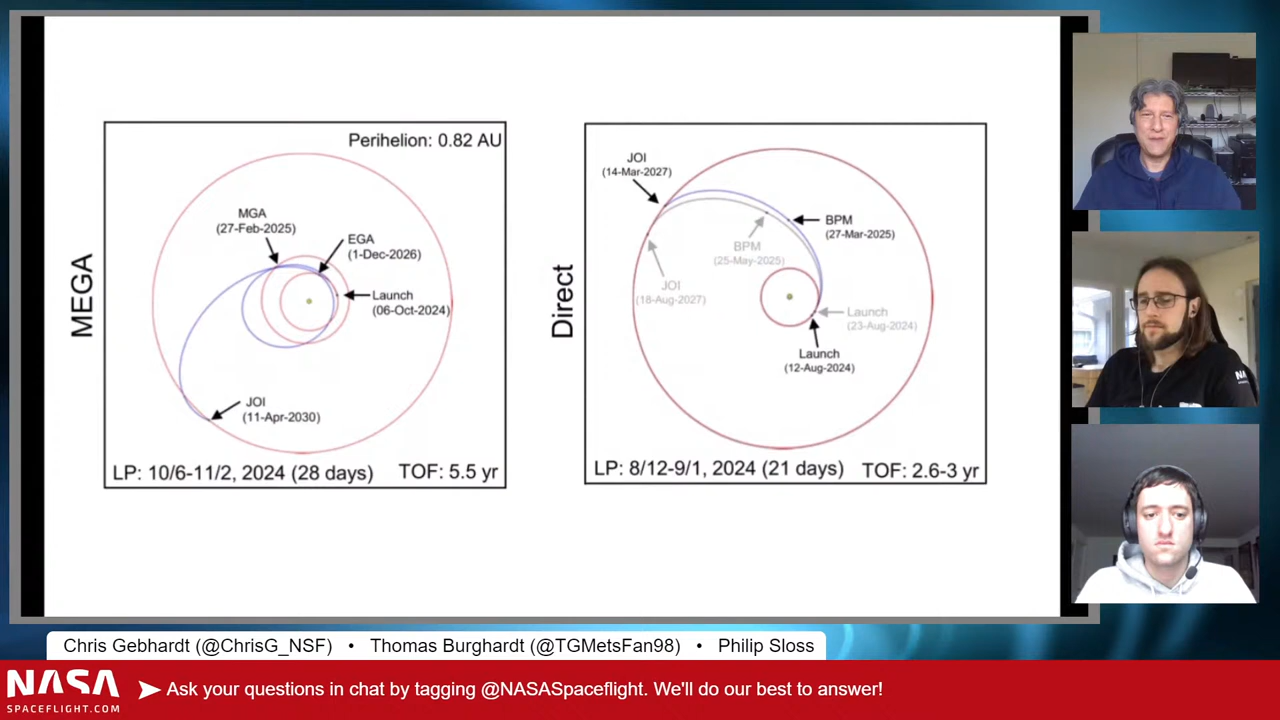 MEGA
Perihelion: 0.82 AU
MGA
(27-Feb-2025)
EGA
(1-Dec-2026)
Launch
(06-Oct-2024)
JOI
(11-Apr-2030)
LP: 10/6-11/2, 2024 (28 days)
TOF: 5.5 yr
Direct
JOI
(14-Mar-2027)
BPM
(27-Mar-2025)
BPM
(25-May-2025)
JOI
(18-Aug-2027)
Launch
(23-Aug-2024)
Launch
(12-Aug-2024)
LP: 8/12-9/1, 2024 (21 days)
TOF: 2.6-3 yr
NA
Chris Gebhardt (@ChrisG_NSF) • Thomas Burghardt (@TGMetsFan98) • Philip Sloss
NASA
SPACEFLIGHT.COM
Ask your questions in chat by tagging @NASASpaceflight. We'll do our best to answer!